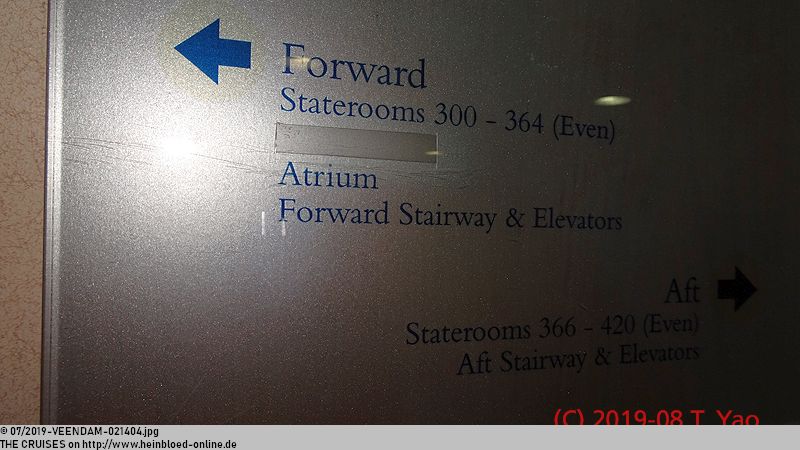 Forward
Staterooms 300 - 364 (Even)
Atrium
Forward Stairway & Elevators
Aft
Staterooms 366 - 420 (Even)
Aft Stairway & Elevators
(C) 2019-08 T. Yao
© 07/2019-VEENDAM-021404.jpg
THE CRUISES on http://www.heinbloed-online.de